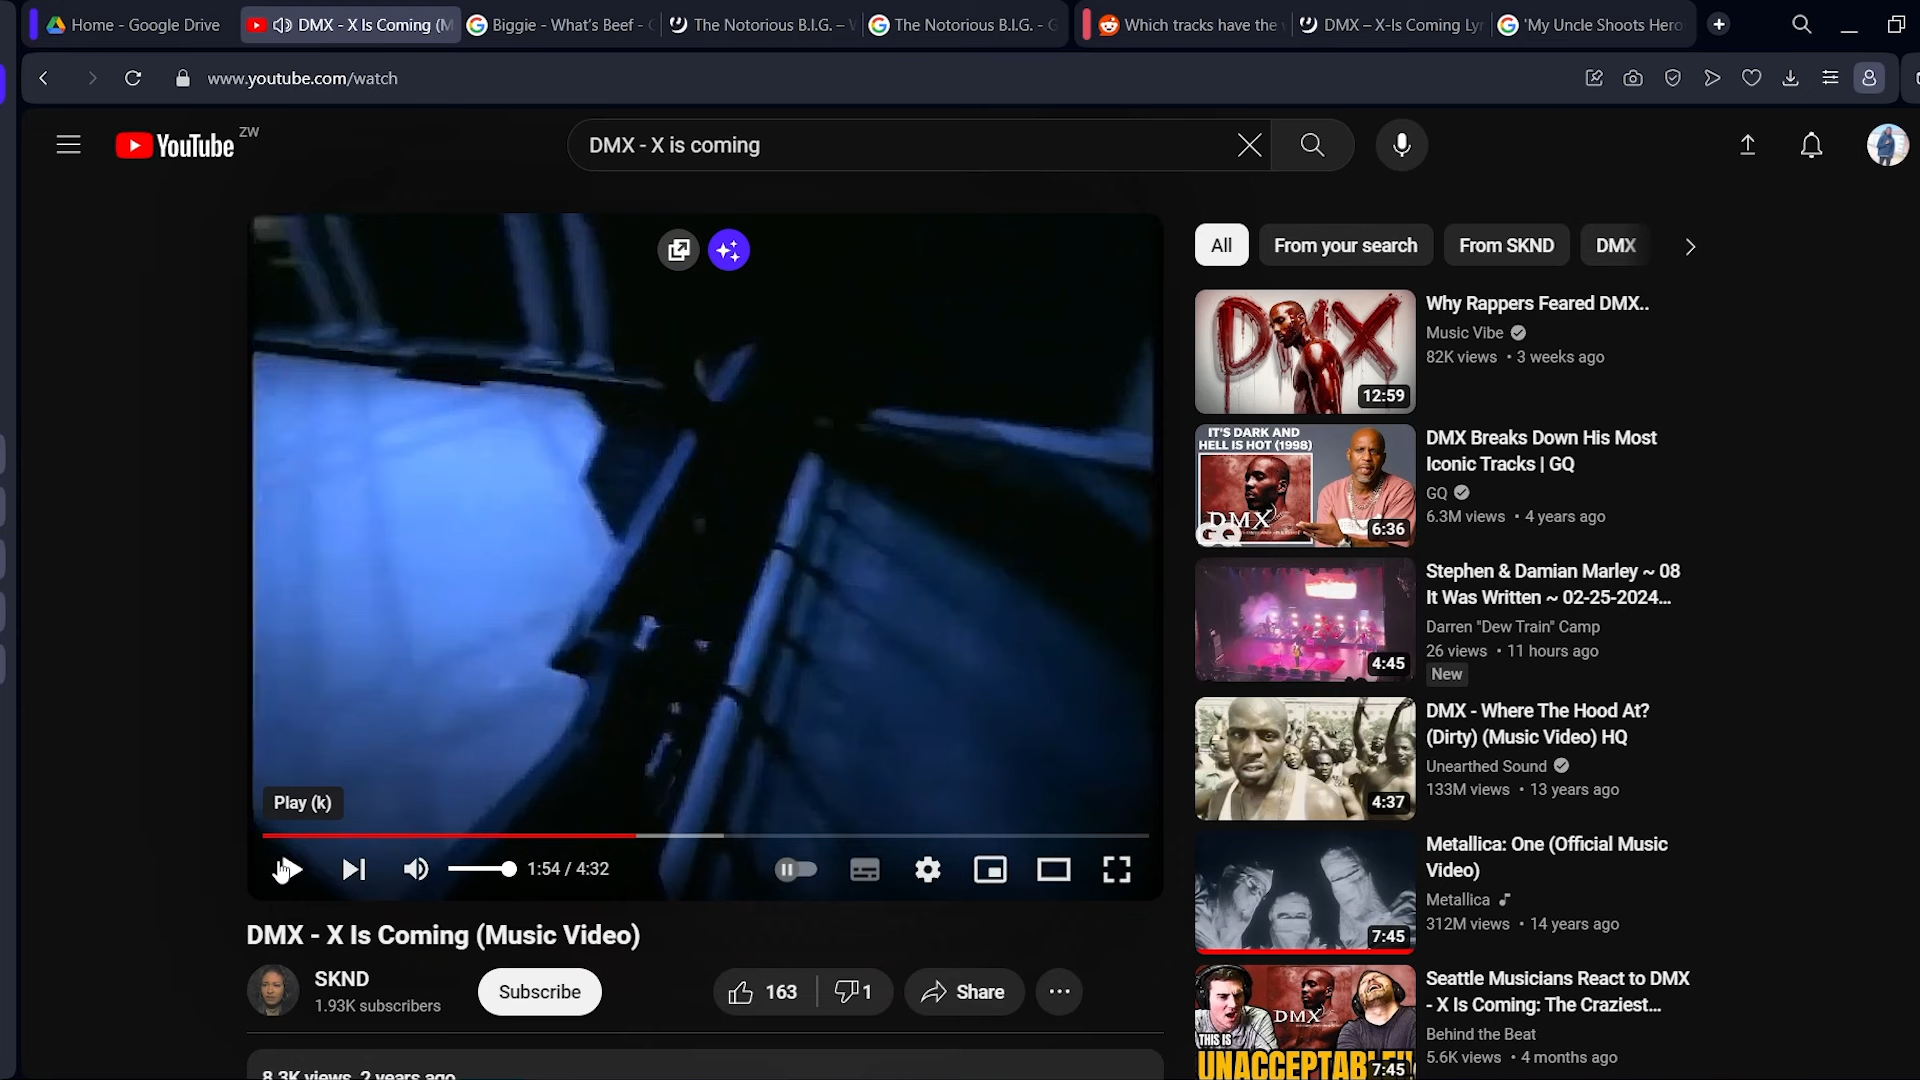 Home - Google Drive
DMX - X Is Coming (M
Biggie - What's Beef -
The Notorious B.I.G. –
The Notorious B.I.G. -
Which tracks have the
DMX – X-Is Coming Ly
'My Uncle Shoots Hero
www.youtube.com/watch
YouTube ZW
DMX - X is coming
All
From your search
From SKND
DMX
DMX
12:59
Why Rappers Feared DMX..
Music Vibe
82K views • 3 weeks ago
IT'S DARK AND
HELL IS HOT (1998)
DMX
GQ
6:36
DMX Breaks Down His Most
Iconic Tracks | GQ
GQ
6.3M views • 4 years ago
4:45
Stephen & Damian Marley ~ 08
It Was Written ~ 02-25-2024...
Darren "Dew Train" Camp
26 views • 11 hours ago
New
4:37
DMX - Where The Hood At?
(Dirty) (Music Video) HQ
Unearthed Sound
133M views • 13 years ago
7:45
Metallica: One (Official Music
Video)
Metallica
312M views • 14 years ago
DMX
THIS IS
UNACCEPTABLE
7:45
Seattle Musicians React to DMX
- X Is Coming: The Craziest...
Behind the Beat
5.6K views • 4 months ago
Play (k)
1:54 / 4:32
DMX - X Is Coming (Music Video)
SKND
1.93K subscribers
Subscribe
163
1
Share
8.3K views 2 years ago